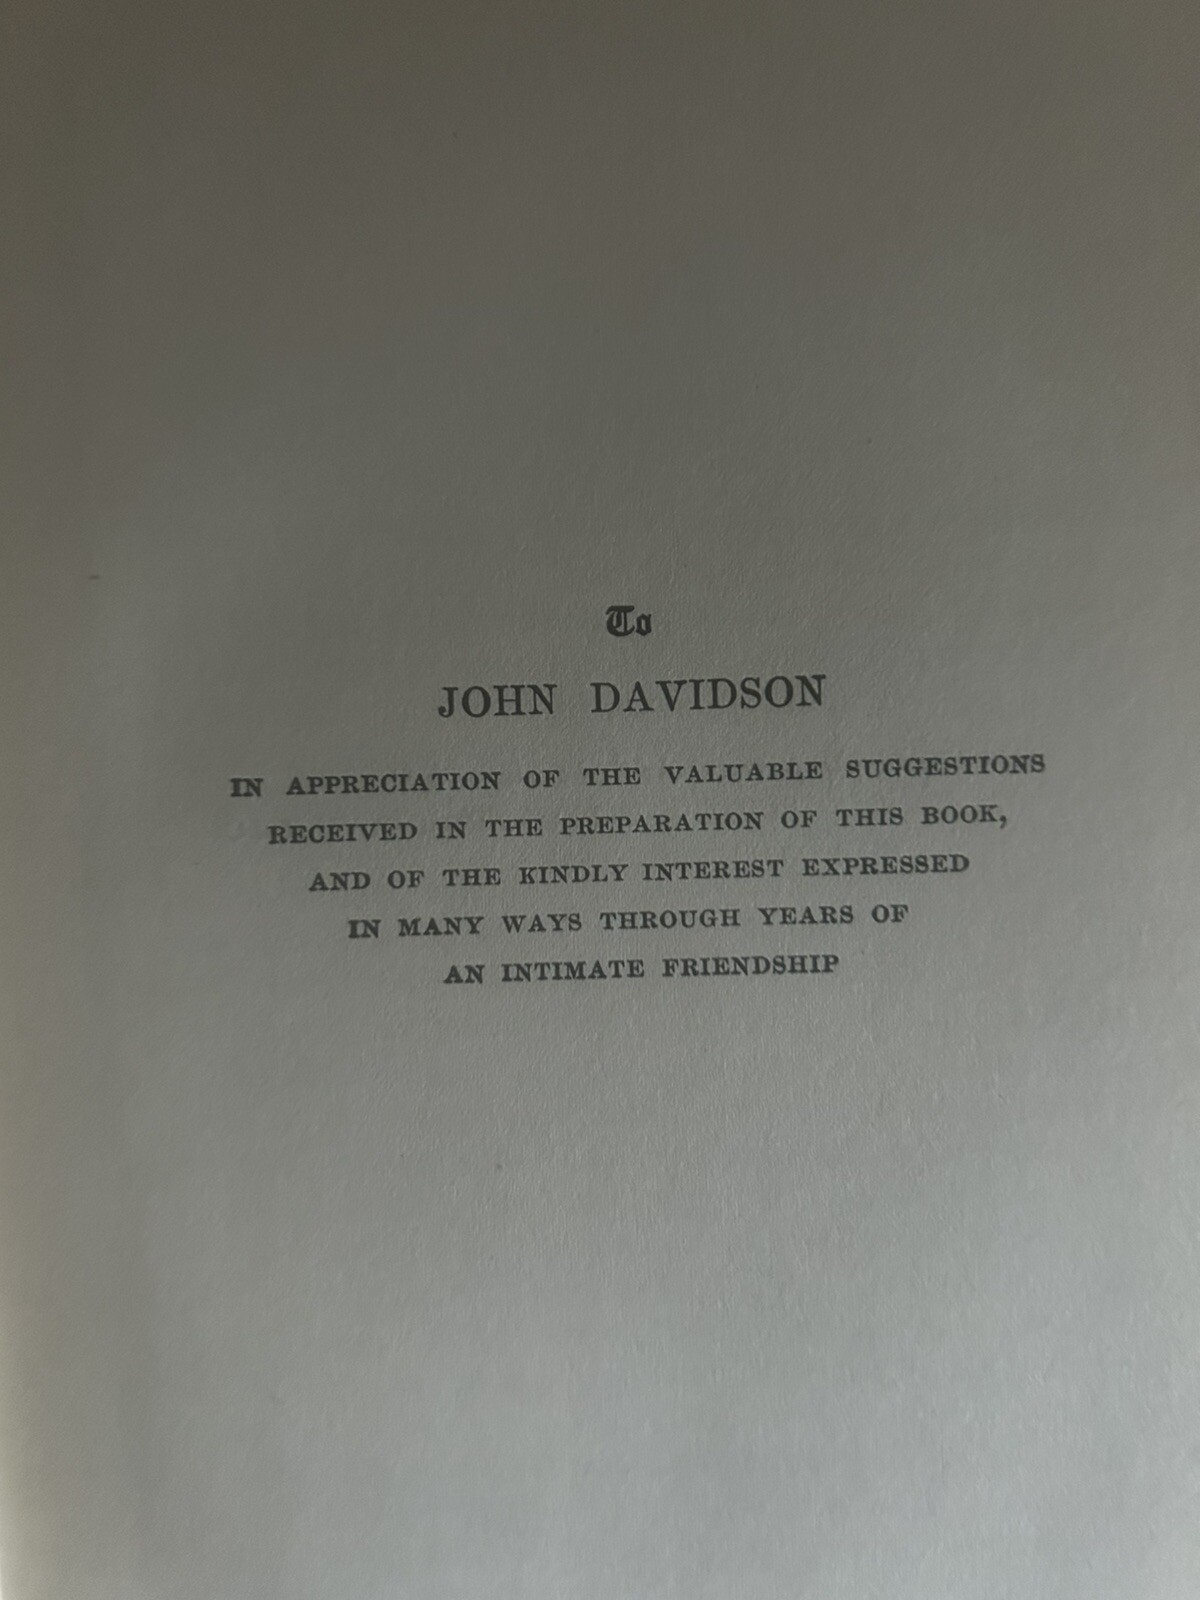 To
JOHN DAVIDSON
IN APPRECIATION OF THE VALUABLE SUGGESTIONS
RECEIVED IN THE PREPARATION OF THIS BOOK,
AND OF THE KINDLY INTEREST EXPRESSED
IN MANY WAYS THROUGH YEARS OF
AN INTIMATE FRIENDSHIP